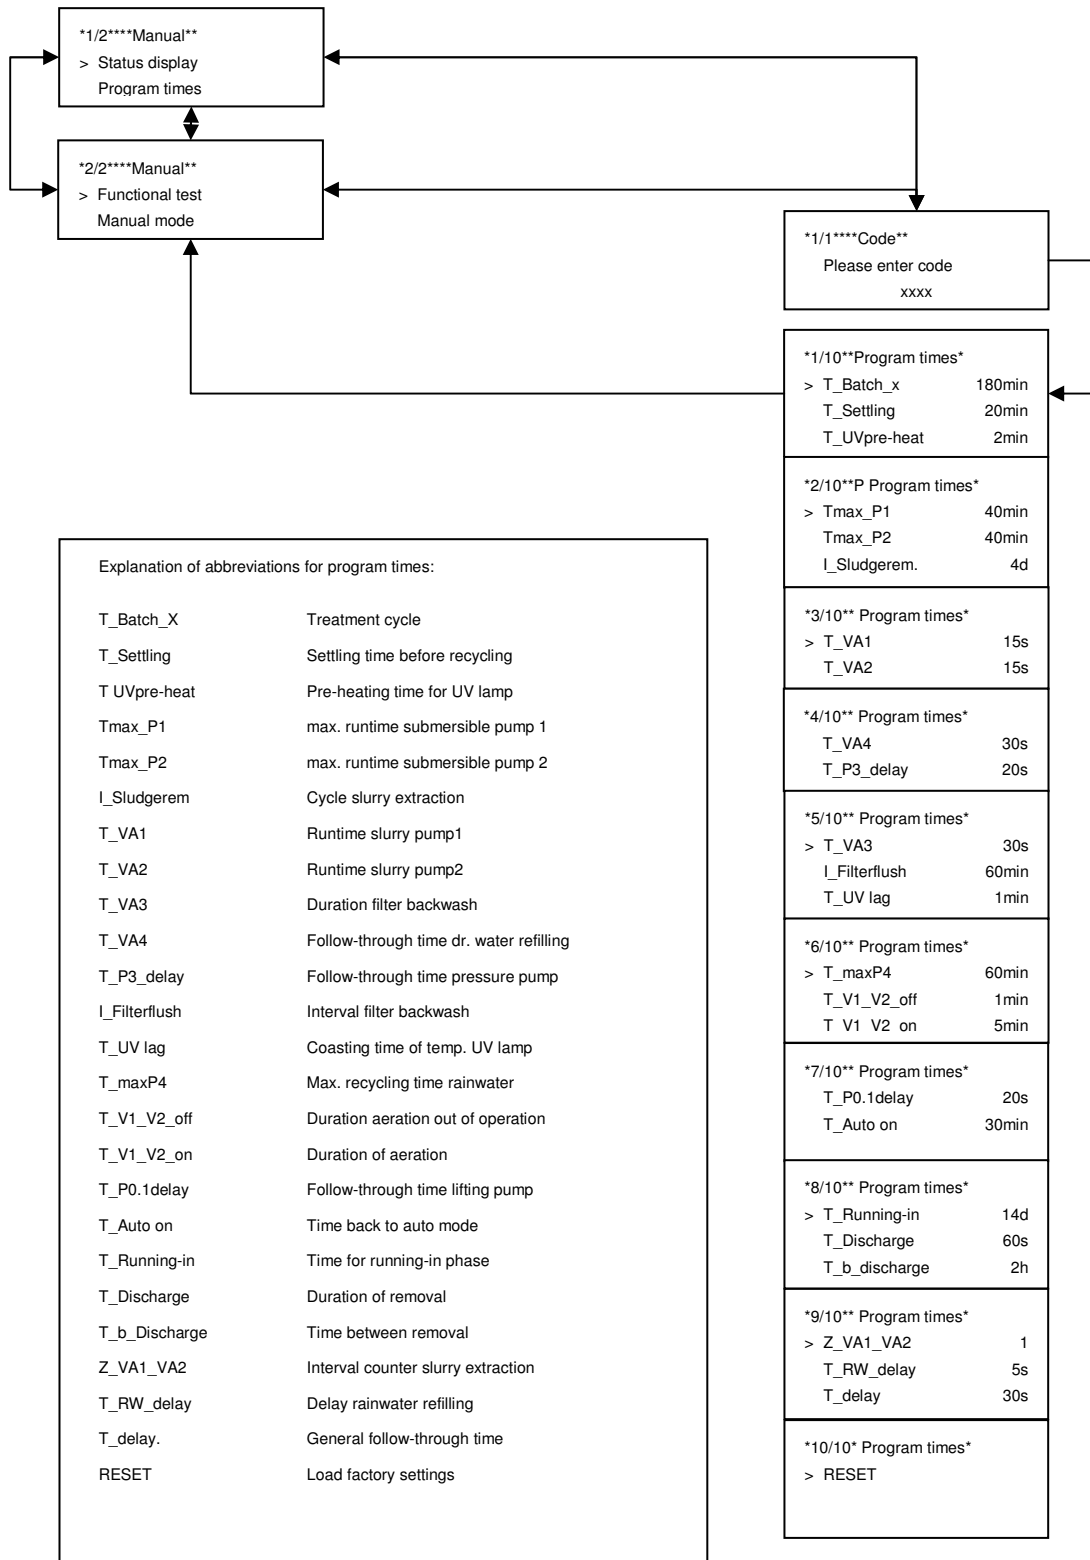 *1/2****Manual**
> Status display
Program times
*2/2****Manual**
> Functional test
Manual mode
*1/1****Code**
Please enter code
xxxx
*1/10**Program times*
> T_Batch_x 180min
T_Settling 20min
T_UVpre-heat 2min
*2/10**P Program times*
> Tmax_P1 40min
Tmax_P2 40min
I_Sludgerem. 4d
*3/10** Program times*
> T_VA1 15s
T_VA2 15s
*4/10** Program times*
T_VA4 30s
T_P3_delay 20s
*5/10** Program times*
> T_VA3 30s
I_Filterflush 60min
T_UV lag 1min
*6/10** Program times*
> T_maxP4 60min
T_V1_V2_off 1min
T V1 V2 on 5min
*7/10** Program times*
T_P0.1delay 20s
T_Auto on 30min
*8/10** Program times*
> T_Running-in 14d
T_Discharge 60s
T_b_discharge 2h
*9/10** Program times*
> Z_VA1_VA2 1
T_RW_delay 5s
T_delay 30s
*10/10* Program times*
> RESET
Explanation of abbreviations for program times:
T_Batch_X Treatment cycle
T_Settling Settling time before recycling
T UVpre-heat Pre-heating time for UV lamp
Tmax_P1 max. runtime submersible pump 1
Tmax_P2 max. runtime submersible pump 2
I_Sludgerem Cycle slurry extraction
T_VA1 Runtime slurry pump1
T_VA2 Runtime slurry pump2
T_VA3 Duration filter backwash
T_VA4 Follow-through time dr. water refilling
T_P3_delay Follow-through time pressure pump
I_Filterflush Interval filter backwash
T_UV lag Coasting time of temp. UV lamp
T_maxP4 Max. recycling time rainwater
T_V1_V2_off Duration aeration out of operation
T_V1_V2_on Duration of aeration
T_P0.1delay Follow-through time lifting pump
T_Auto on Time back to auto mode
T_Running-in Time for running-in phase
T_Discharge Duration of removal
T_b_Discharge Time between removal
Z_VA1_VA2 Interval counter slurry extraction
T_RW_delay Delay rainwater refilling
T_delay. General follow-through time
RESET Load factory settings